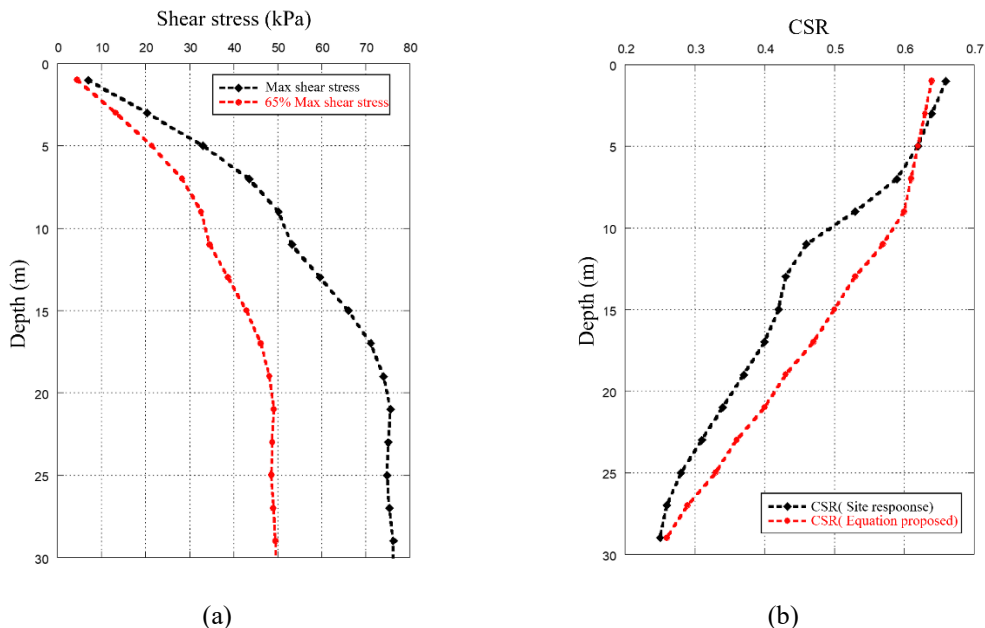 Shear stress (kPa)
0 10 20 30 40 50 60 70 80
0
5
10
15
20
25
30
Depth (m)
Max shear stress
65% Max shear stress
(a)
CSR
0.2 0.3 0.4 0.5 0.6 0.7
0
5
10
15
20
25
30
Depth (m)
CSR( Site respoonse)
CSR( Equation proposed)
(b)